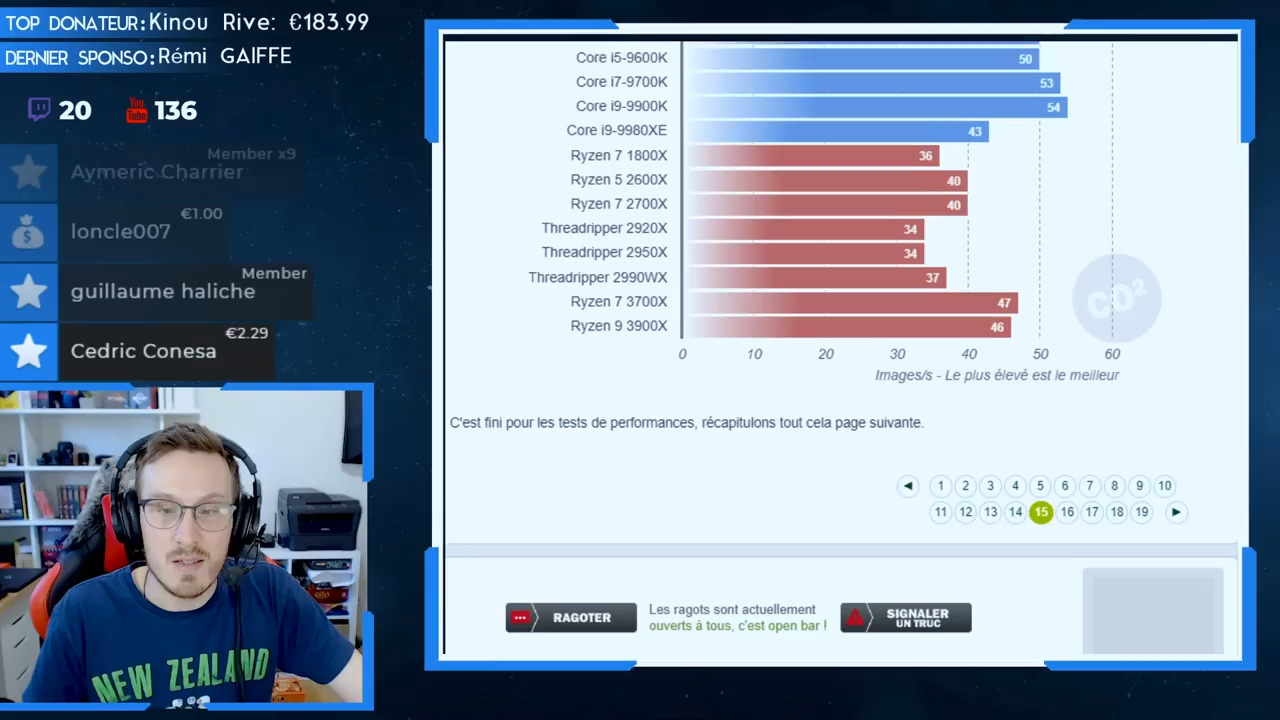 TOP DONATEUR: Kinou Rive: €183.99
DERNIER SPONSO: Rémi GAIFFE
20
You Tube 136
Member x9
Aymeric Charrier
€1.00
loncle007
Member
guillaume haliche
€2.29
Cedric Conesa
NEW ZEALAND
Core i5-9600K 50
Core i7-9700K 53
Core i9-9900K 54
Core i9-9980XE 43
Ryzen 7 1800X 36
Ryzen 5 2600X 40
Ryzen 7 2700X 40
Threadripper 2920X 34
Threadripper 2950X 34
Threadripper 2990WX 37
Ryzen 7 3700X 47
Ryzen 9 3900X 46
CO²
0 10 20 30 40 50 60
Images/s - Le plus élevé est le meilleur
C'est fini pour les tests de performances, récapitulons tout cela page suivante.
1 2 3 4 5 6 7 8 9 10
11 12 13 14 15 16 17 18 19
RAGOTER
Les ragots sont actuellement
ouverts à tous, c'est open bar !
SIGNALER
UN TRUC